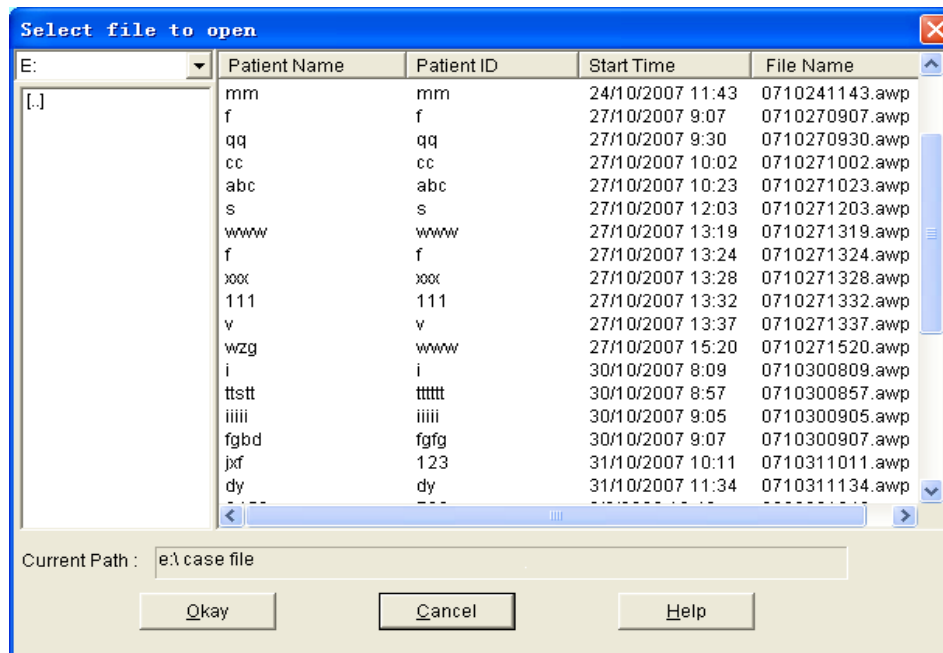 Select file to open
E: Patient Name Patient ID Start Time File Name
[..]
mm mm 24/10/2007 11:43 0710241143.awp
f f 27/10/2007 9:07 0710270907.awp
qq qq 27/10/2007 9:30 0710270930.awp
cc cc 27/10/2007 10:02 0710271002.awp
abc abc 27/10/2007 10:23 0710271023.awp
s s 27/10/2007 12:03 0710271203.awp
www www 27/10/2007 13:19 0710271319.awp
f f 27/10/2007 13:24 0710271324.awp
xxx xxx 27/10/2007 13:28 0710271328.awp
111 111 27/10/2007 13:32 0710271332.awp
v v 27/10/2007 13:37 0710271337.awp
wzg www 27/10/2007 15:20 0710271520.awp
i i 30/10/2007 8:09 0710300809.awp
ttstt tttttt 30/10/2007 8:57 0710300857.awp
iiiii iiiii 30/10/2007 9:05 0710300905.awp
fgbd fgfg 30/10/2007 9:07 0710300907.awp
jxf 123 31/10/2007 10:11 0710311011.awp
dy dy 31/10/2007 11:34 0710311134.awp
Current Path : e:\ case file
Okay Cancel Help